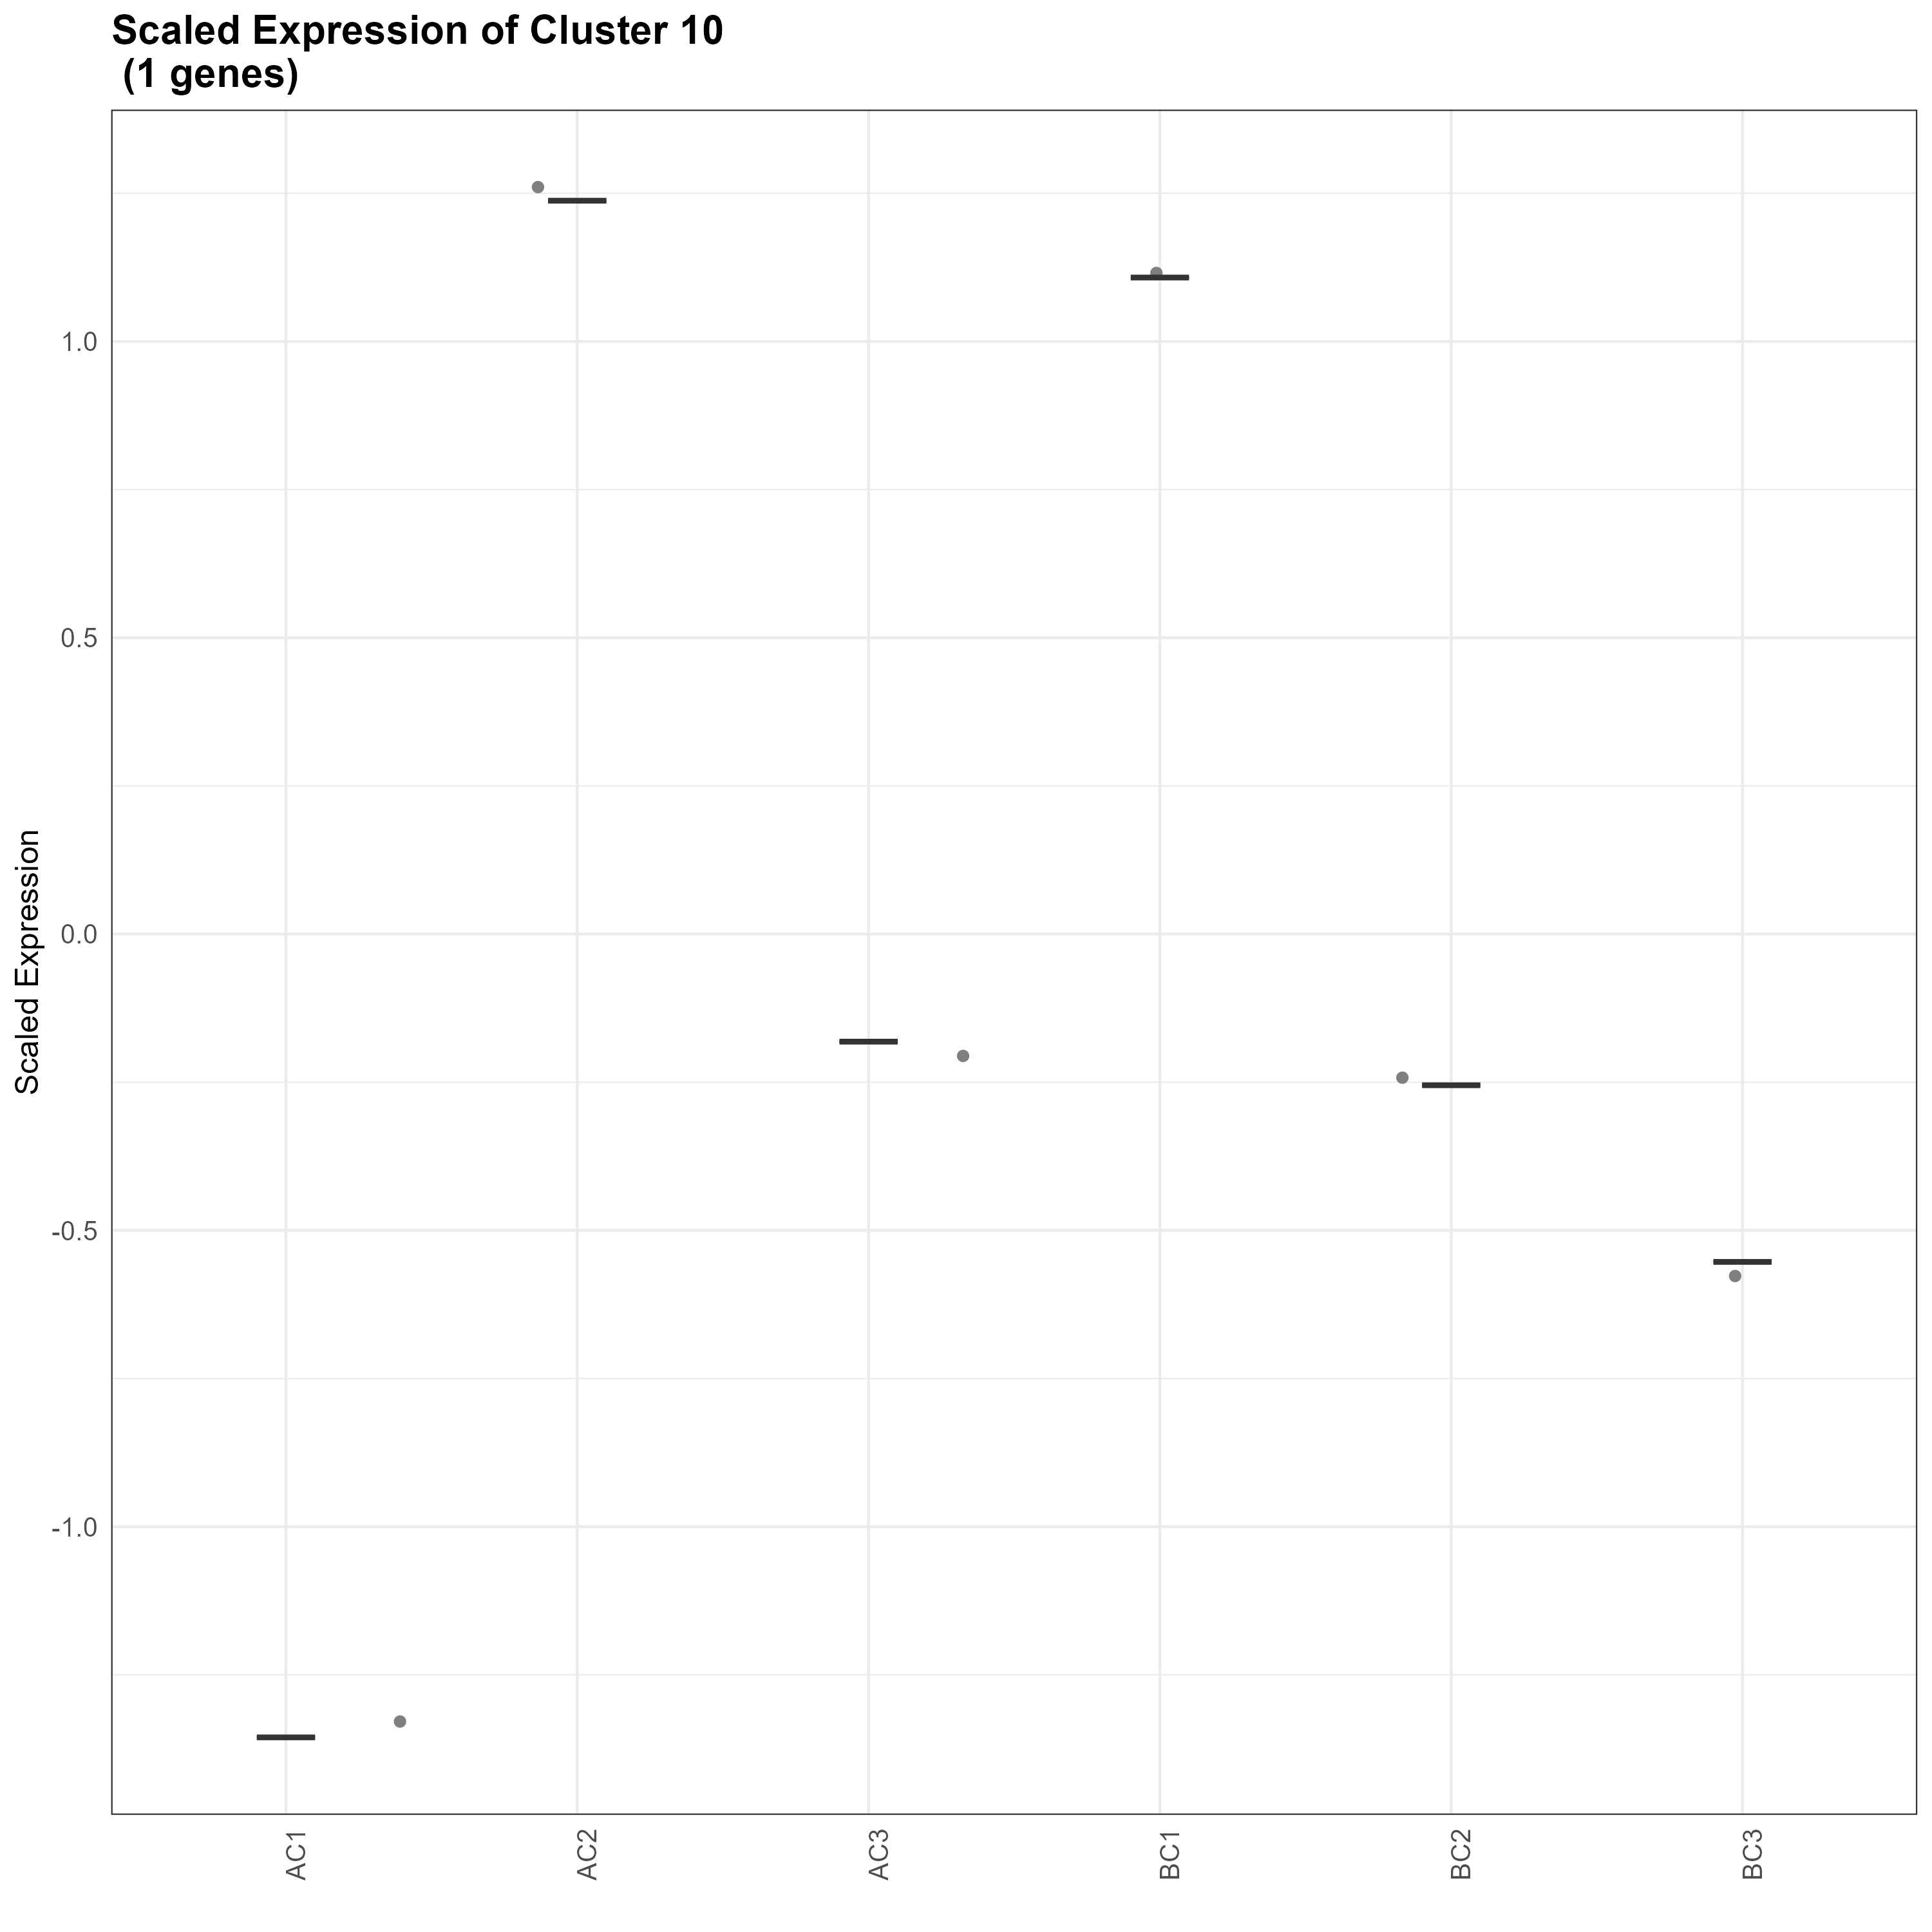 Scaled Expression of Cluster 10
(1 genes)
Scaled Expression
1.0
0.5
0.0
-0.5
-1.0
AC1
AC2
AC3
BC1
BC2
BC3